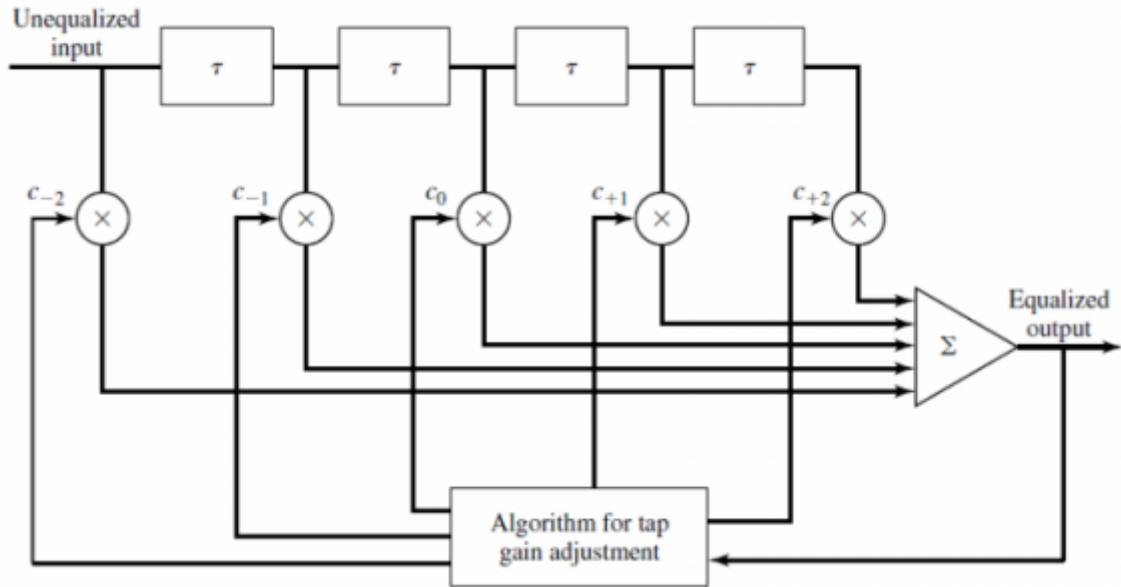 Unequalized
input
τ τ τ τ
c₋₂ c₋₁ c₀ c₊₁ c₊₂
× × × × ×
Σ
Equalized
output
Algorithm for tap
gain adjustment